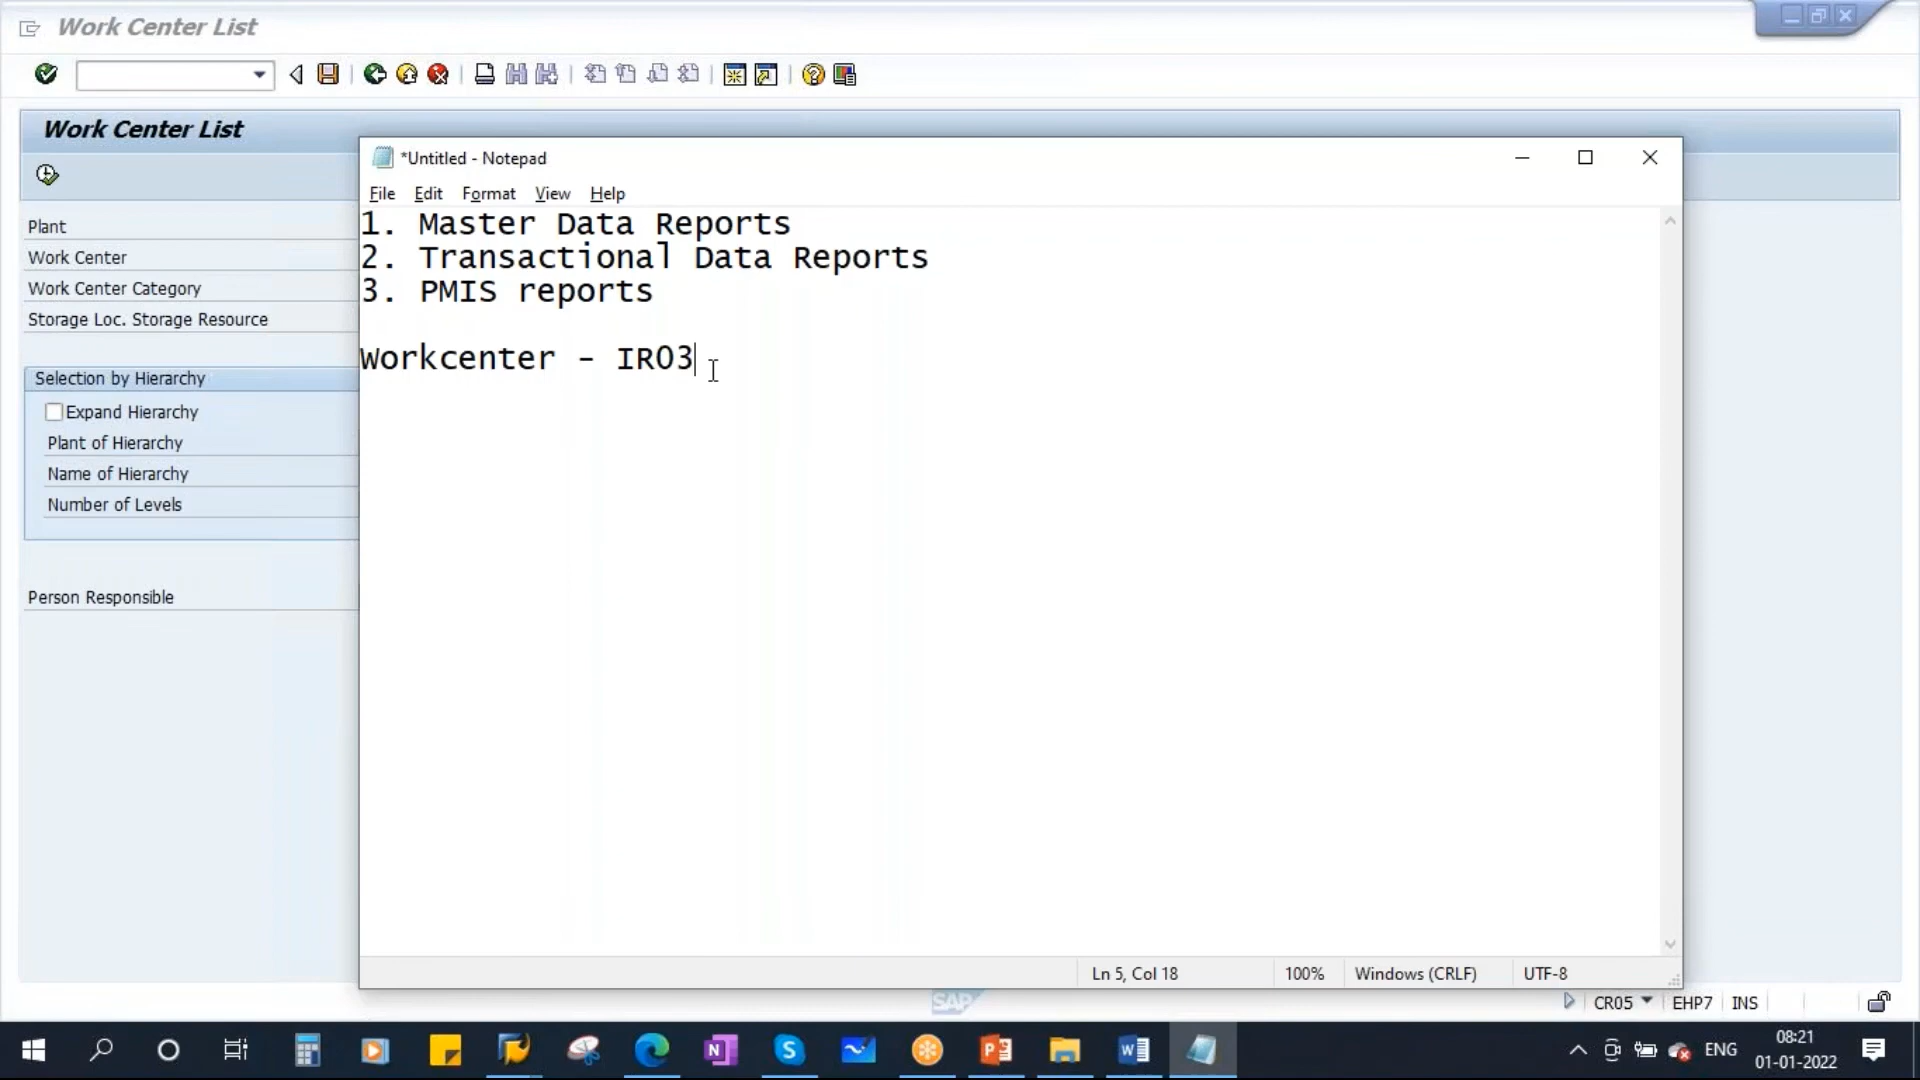 Work Center List
Work Center List
*Untitled - Notepad
File Edit Format View Help
Plant
Work Center
Work Center Category
Storage Loc. Storage Resource
Selection by Hierarchy
Expand Hierarchy
Plant of Hierarchy
Name of Hierarchy
Number of Levels
Person Responsible
1. Master Data Reports
2. Transactional Data Reports
3. PMIS reports
Workcenter - IR03
Ln 5, Col 18 100% Windows (CRLF) UTF-8
SAP CR05 EHP7 INS
ENG 08:21
01-01-2022